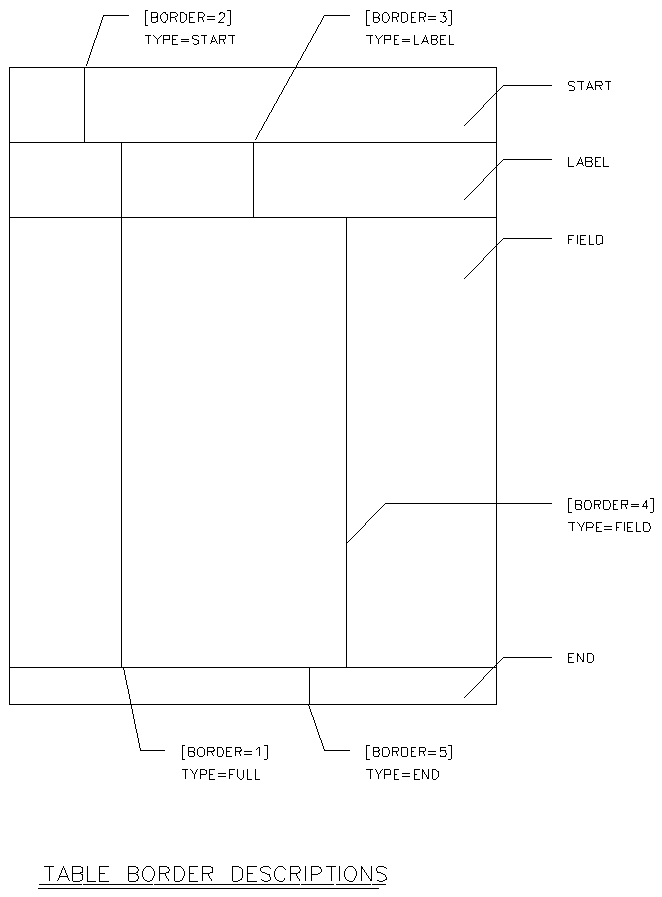 [BORDER=2]
TYPE=START
[BORDER=3]
TYPE=LABEL
START
LABEL
FIELD
[BORDER=4]
TYPE=FIELD
END
[BORDER=1]
TYPE=FULL
[BORDER=5]
TYPE=END
TABLE BORDER DESCRIPTIONS